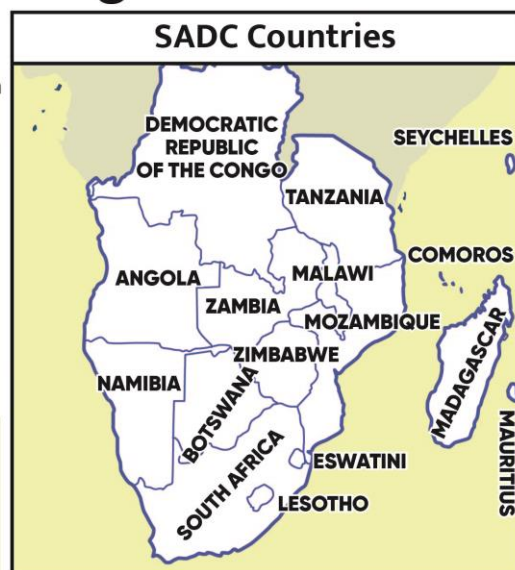 SADC Countries
DEMOCRATIC
REPUBLIC
OF THE CONGO
SEYCHELLES
TANZANIA
COMOROS
ANGOLA
MALAWI
ZAMBIA
MOZAMBIQUE
ZIMBABWE
NAMIBIA
BOTSWANA
MADAGASCAR
MAURITIUS
SOUTH AFRICA
ESWATINI
LESOTHO